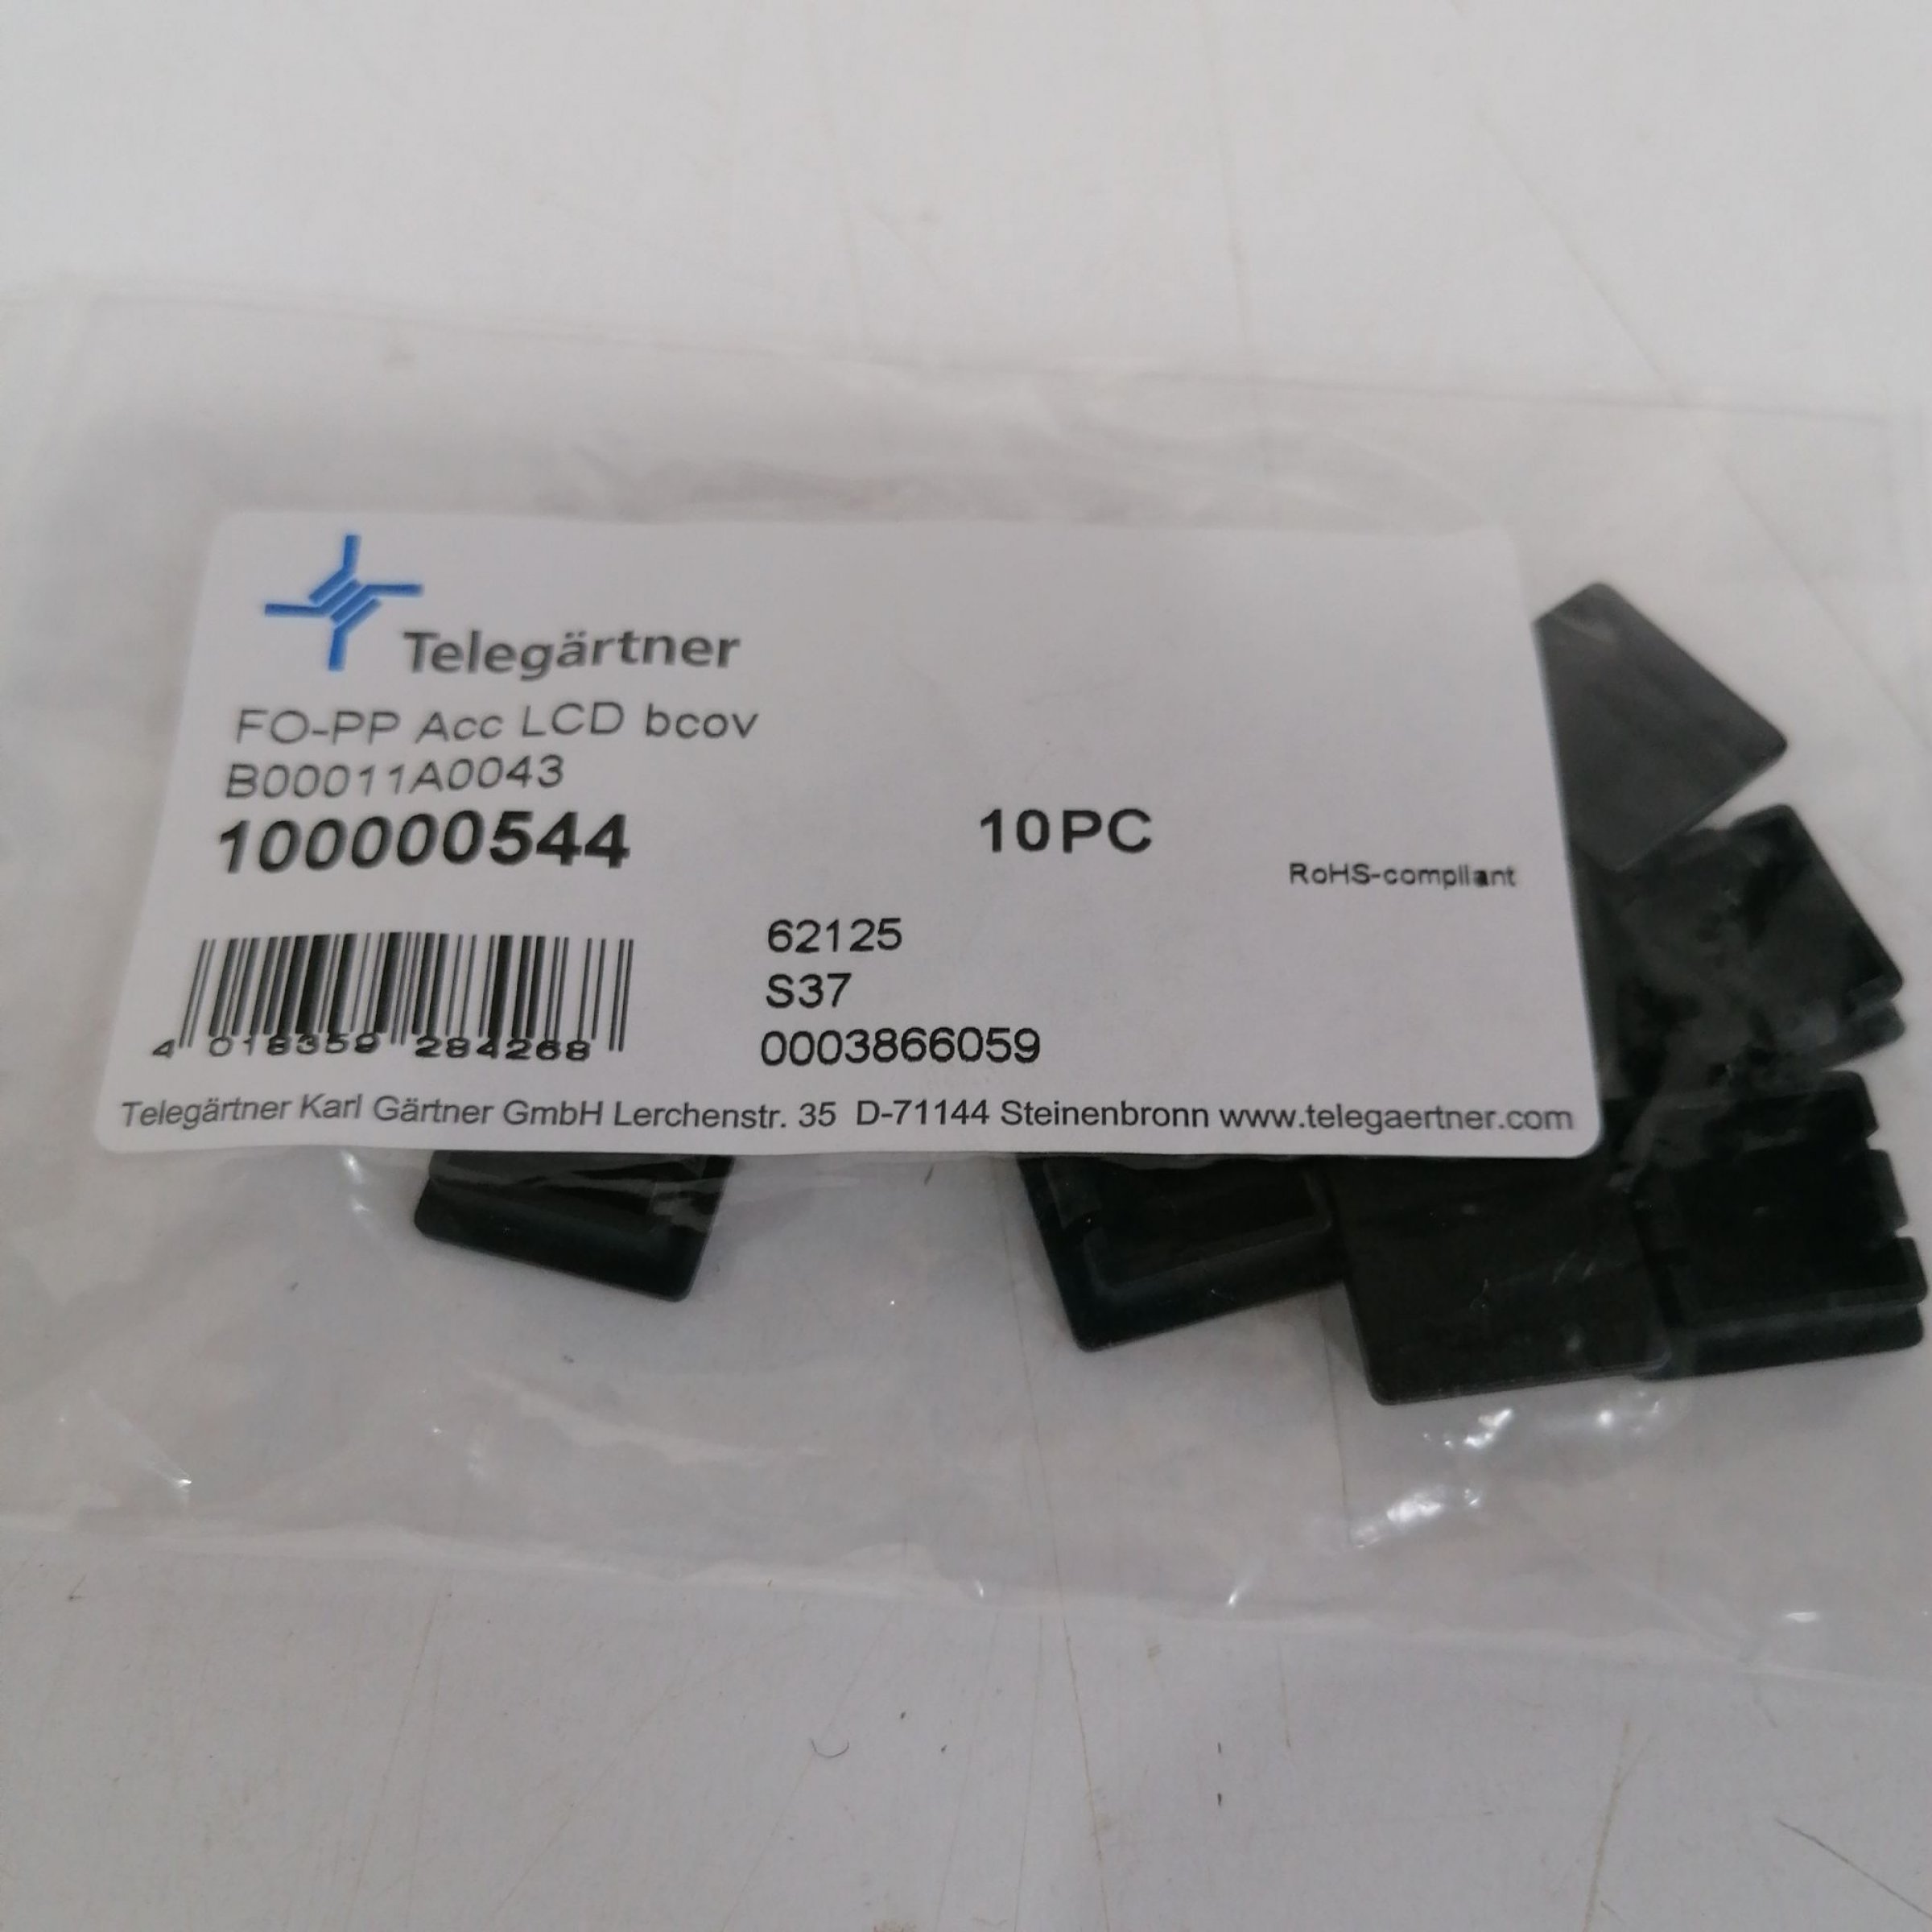 Telegärtner
FO-PP Acc LCD bcov
B00011A0043
100000544
10PC
RoHS-compliant
62125
S37
0003866059
4 018359 284268
Telegärtner Karl Gärtner GmbH Lerchenstr. 35 D-71144 Steinenbronn www.telegaertner.com